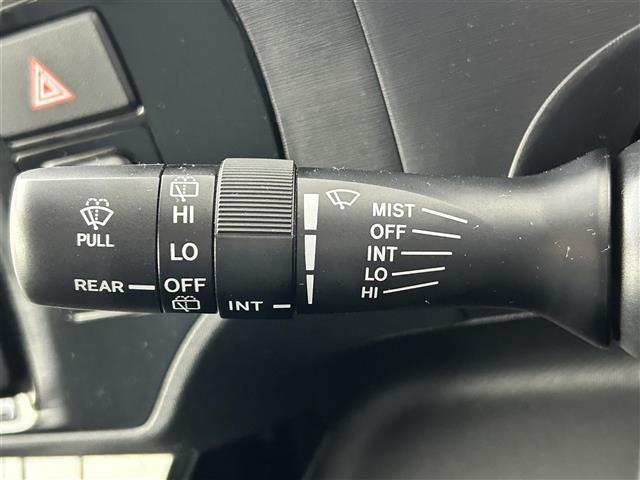 PULL
REAR
HI
LO
OFF
INT
MIST
OFF
INT
LO
HI